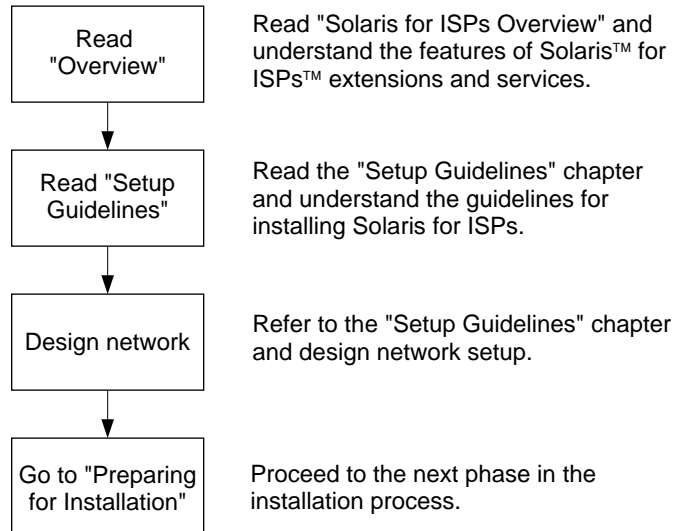 Read
"Overview"
Read "Solaris for ISPs Overview" and
understand the features of Solaris™ for
ISPs™ extensions and services.
Read "Setup
Guidelines"
Read the "Setup Guidelines" chapter
and understand the guidelines for
installing Solaris for ISPs.
Design network
Refer to the "Setup Guidelines" chapter
and design network setup.
Go to "Preparing
for Installation"
Proceed to the next phase in the
installation process.